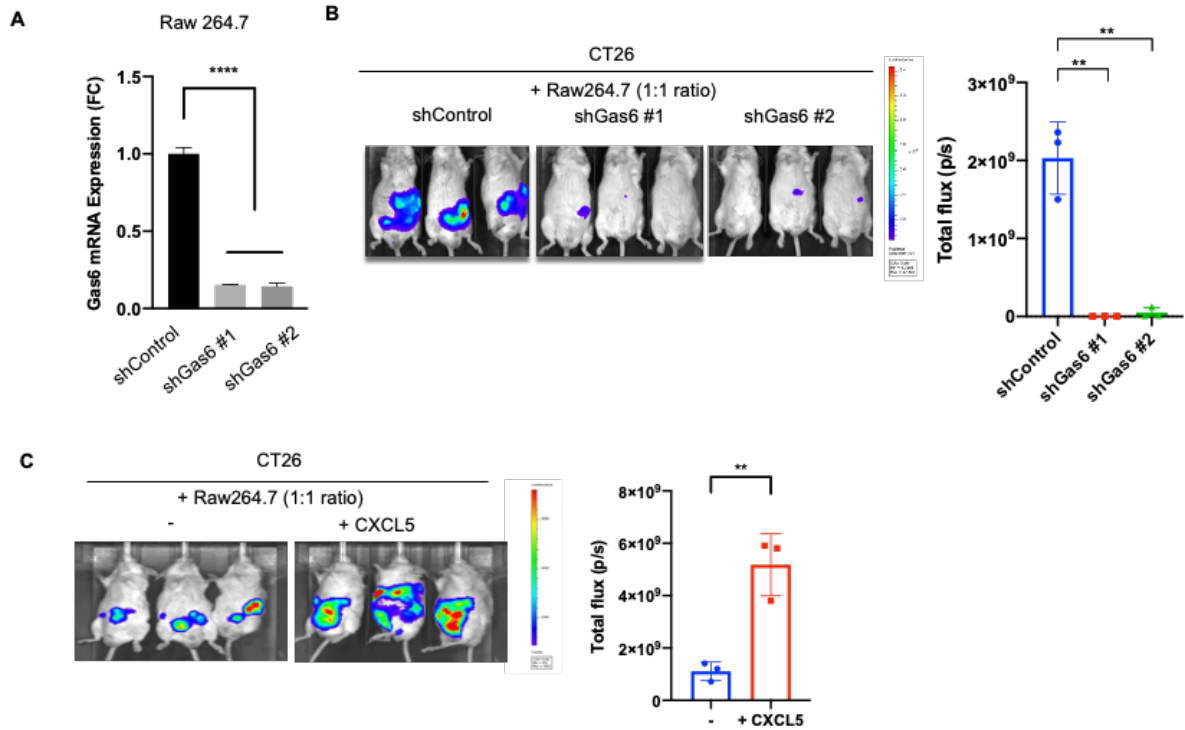 A
Raw 264.7
Gas6 mRNA Expression (FC)
1.5
1.0
0.5
0.0
****
shControl
shGas6 #1
shGas6 #2
B
CT26
+ Raw264.7 (1:1 ratio)
shControl
shGas6 #1
shGas6 #2
Total flux (p/s)
3×10⁹
2×10⁹
1×10⁹
0
**
**
shControl
shGas6 #1
shGas6 #2
C
CT26
+ Raw264.7 (1:1 ratio)
-
+ CXCL5
Total flux (p/s)
8×10⁹
6×10⁹
4×10⁹
2×10⁹
0
**
-
+ CXCL5